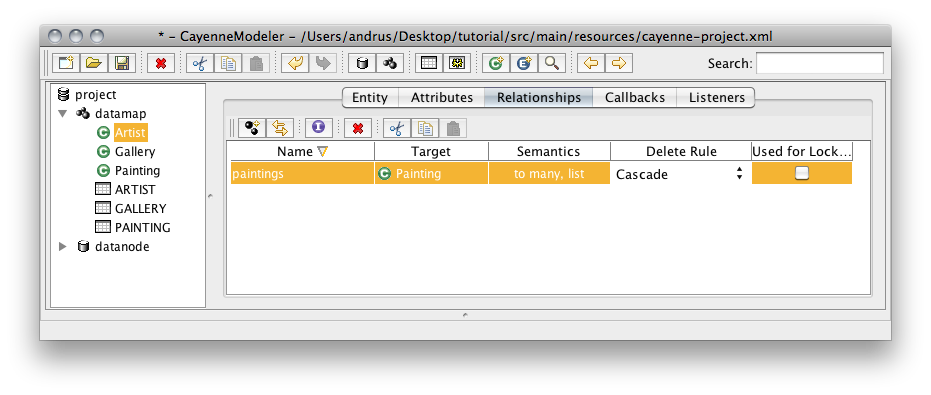 * – CayenneModeler – /Users/andrus/Desktop/tutorial/src/main/resources/cayenne-project.xml
Search:
project
datamap
C Artist
C Gallery
C Painting
ARTIST
GALLERY
PAINTING
datanode
Entity Attributes Relationships Callbacks Listeners
Name Target Semantics Delete Rule Used for Lock...
paintings C Painting to many, list Cascade